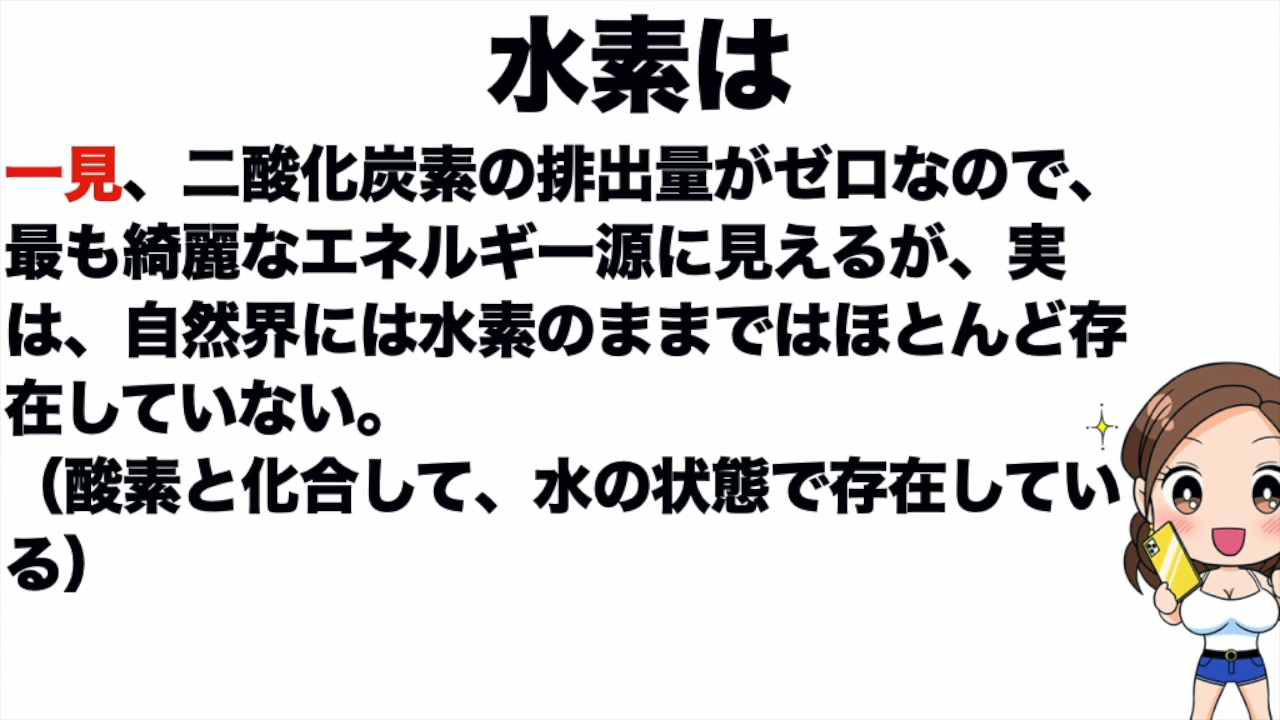 水素は
一見、二酸化炭素の排出量がゼロなので、
最も綺麗なエネルギー源に見えるが、実
は、自然界には水素のままではほとんど存
在していない。
（酸素と化合して、水の状態で存在してい
る）